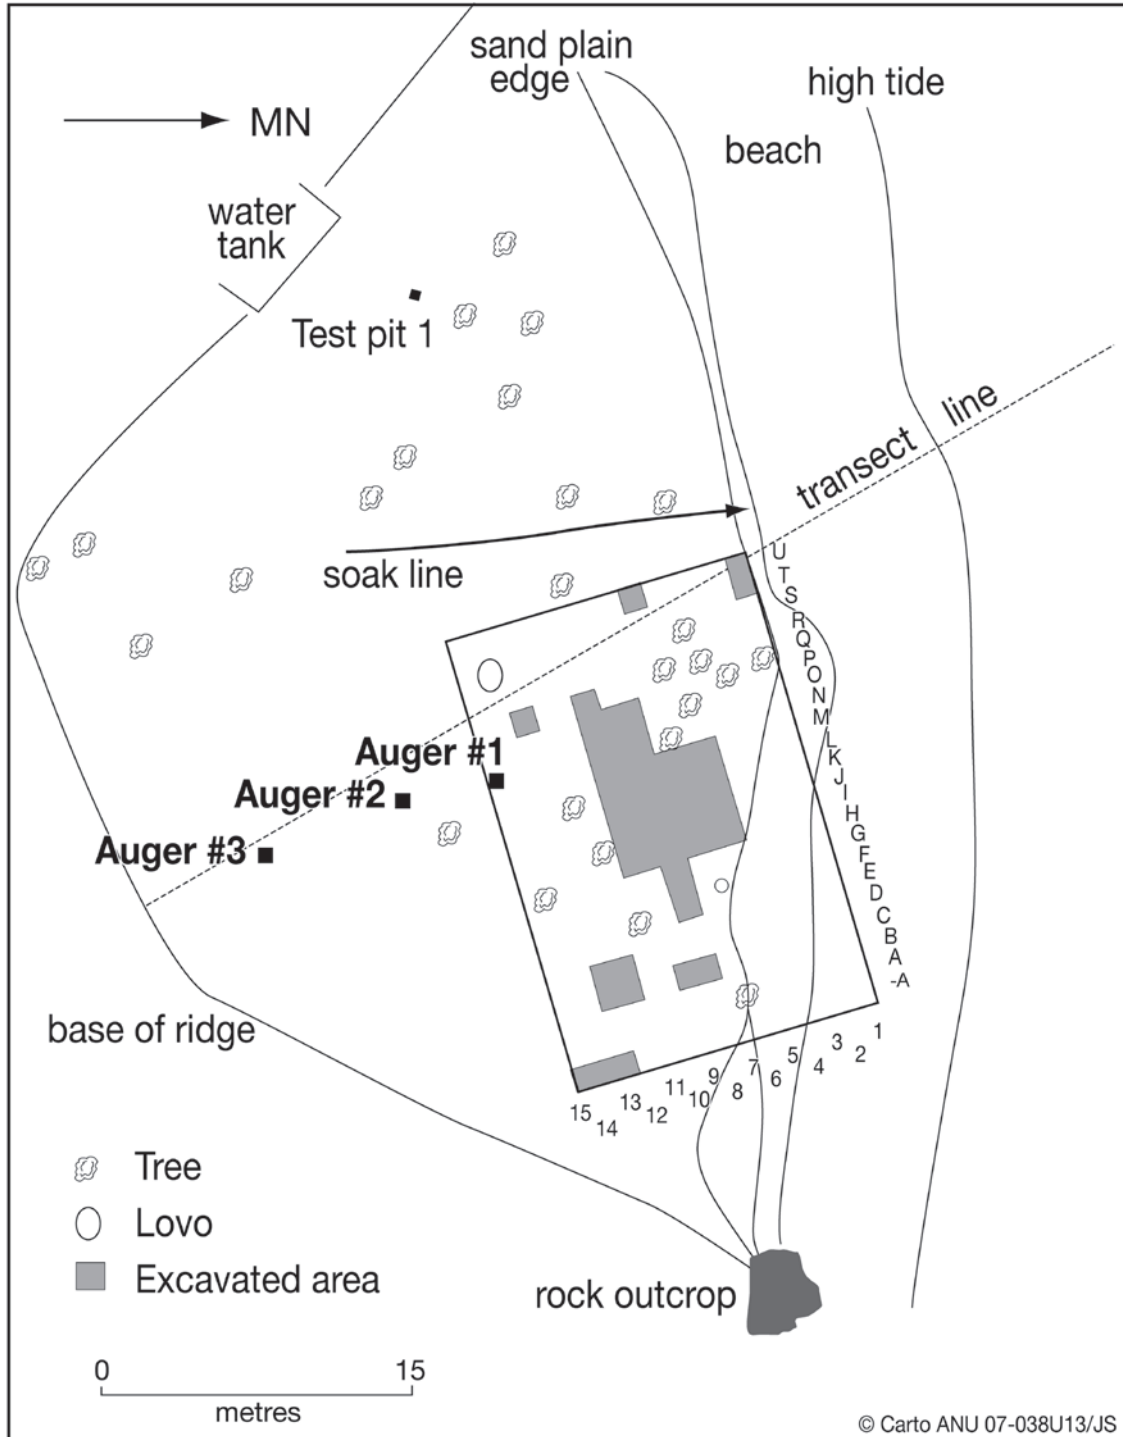 sand plain
edge
high tide
MN
beach
water
tank
Test pit 1
transect line
soak line
U
T
S
R
Q
P
O
N
M
L
K
J
I
H
G
F
E
D
C
B
A
-A
Auger #1
Auger #2
Auger #3
base of ridge
1
2
3
4
5
6
7
8
9
10
11
12
13
14
15
Tree
Lovo
Excavated area
rock outcrop
0 15
metres
© Carto ANU 07-038U13/JS